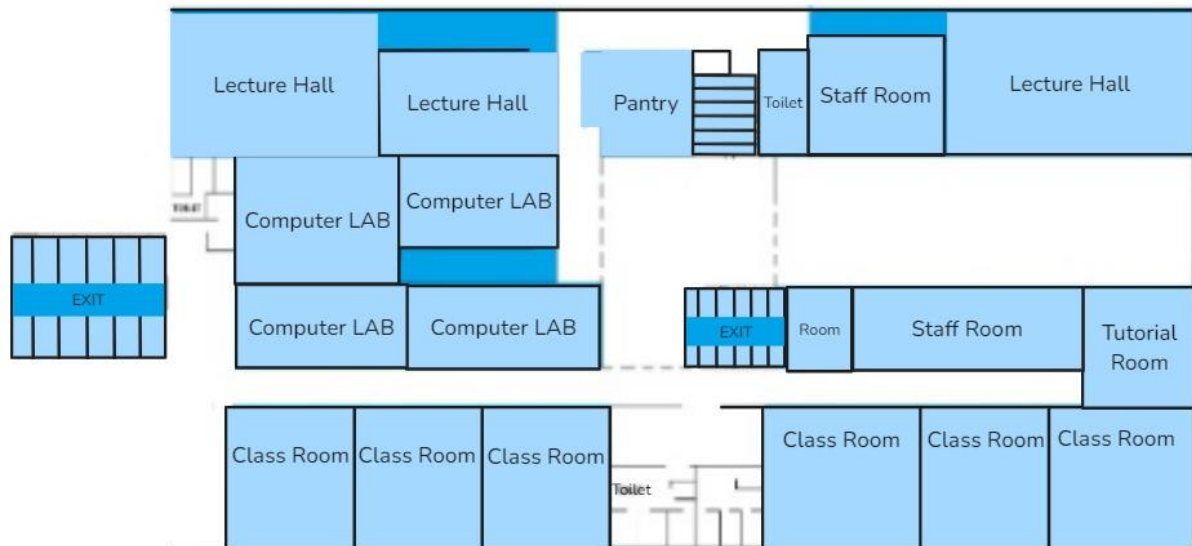 Lecture Hall
Lecture Hall
Pantry
Toilet
Staff Room
Lecture Hall
TOILET
Computer LAB
Computer LAB
EXIT
Computer LAB
Computer LAB
EXIT
Room
Staff Room
Tutorial
Room
Class Room
Class Room
Class Room
Toilet
Class Room
Class Room
Class Room